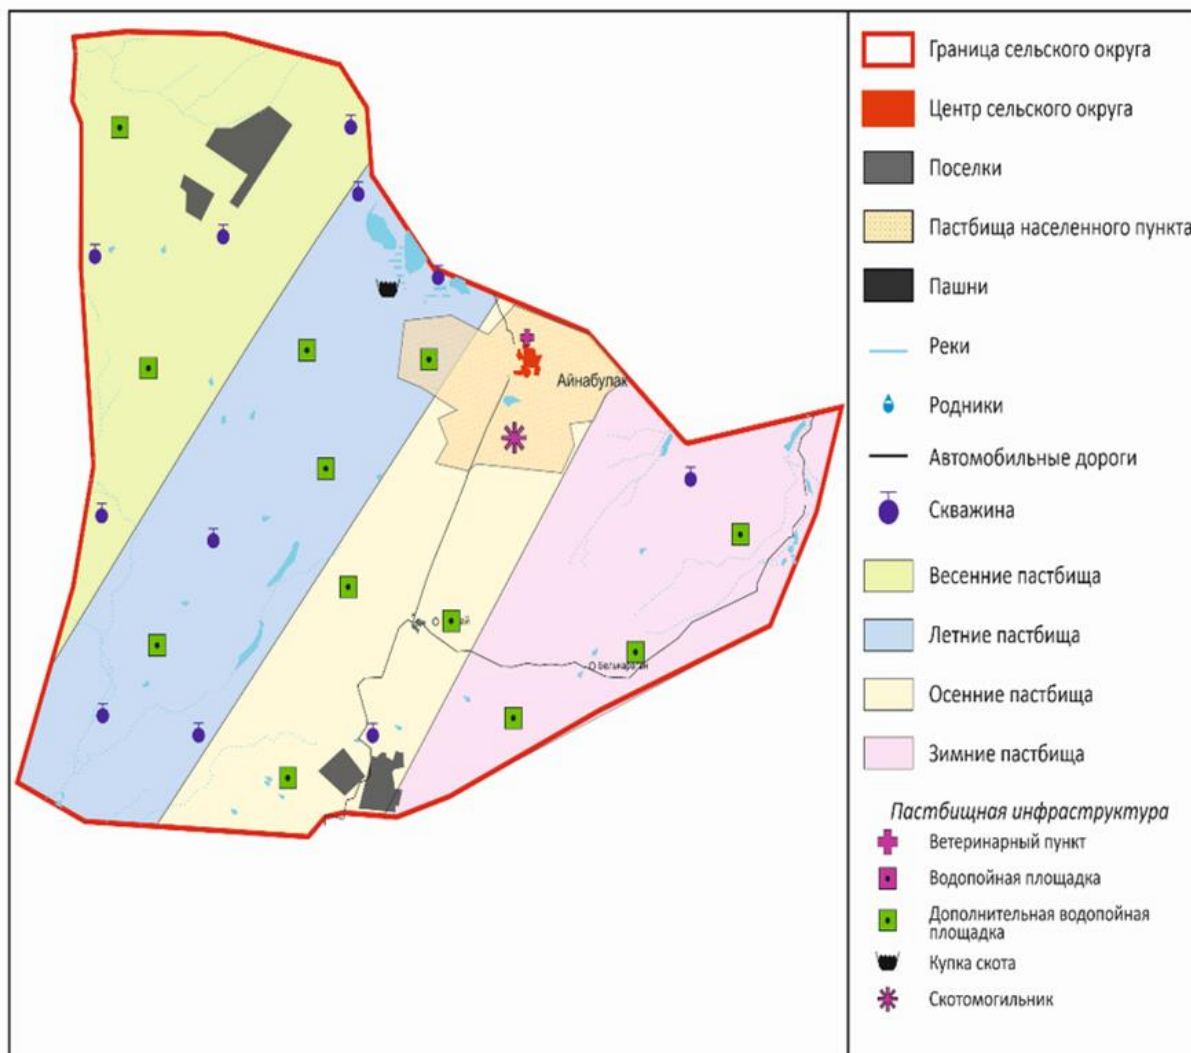 Граница сельского округа
Центр сельского округа
Поселки
Пастбища населенного пункта
Пашни
Реки
Родники
Автомобильные дороги
Скважина
Весенние пастбища
Летние пастбища
Осенние пастбища
Зимние пастбища
Пастбищная инфраструктура
Ветеринарный пункт
Водопойная площадка
Дополнительная водопойная
площадка
Купка скота
Скотомогильник
Айнабулак